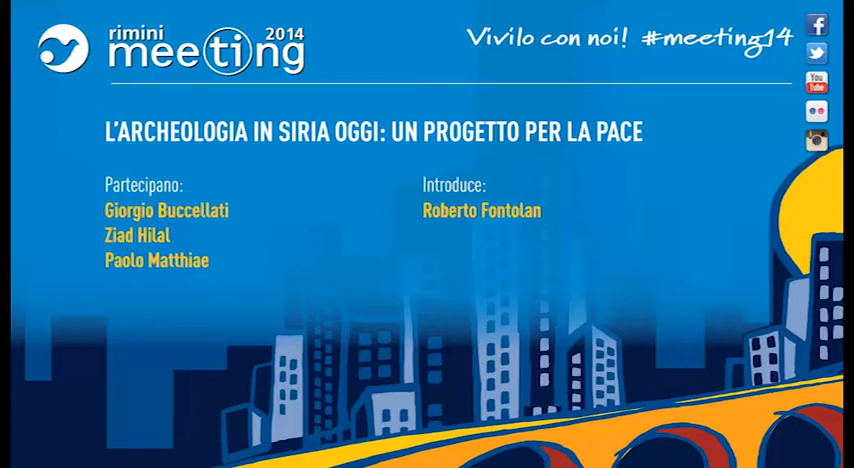 rimini 2014
meeting
Vivilo con noi! #meeting14
You
Tube
L'ARCHEOLOGIA IN SIRIA OGGI: UN PROGETTO PER LA PACE
Partecipano:
Giorgio Buccellati
Ziad Hilal
Paolo Matthiae
Introduce:
Roberto Fontolan